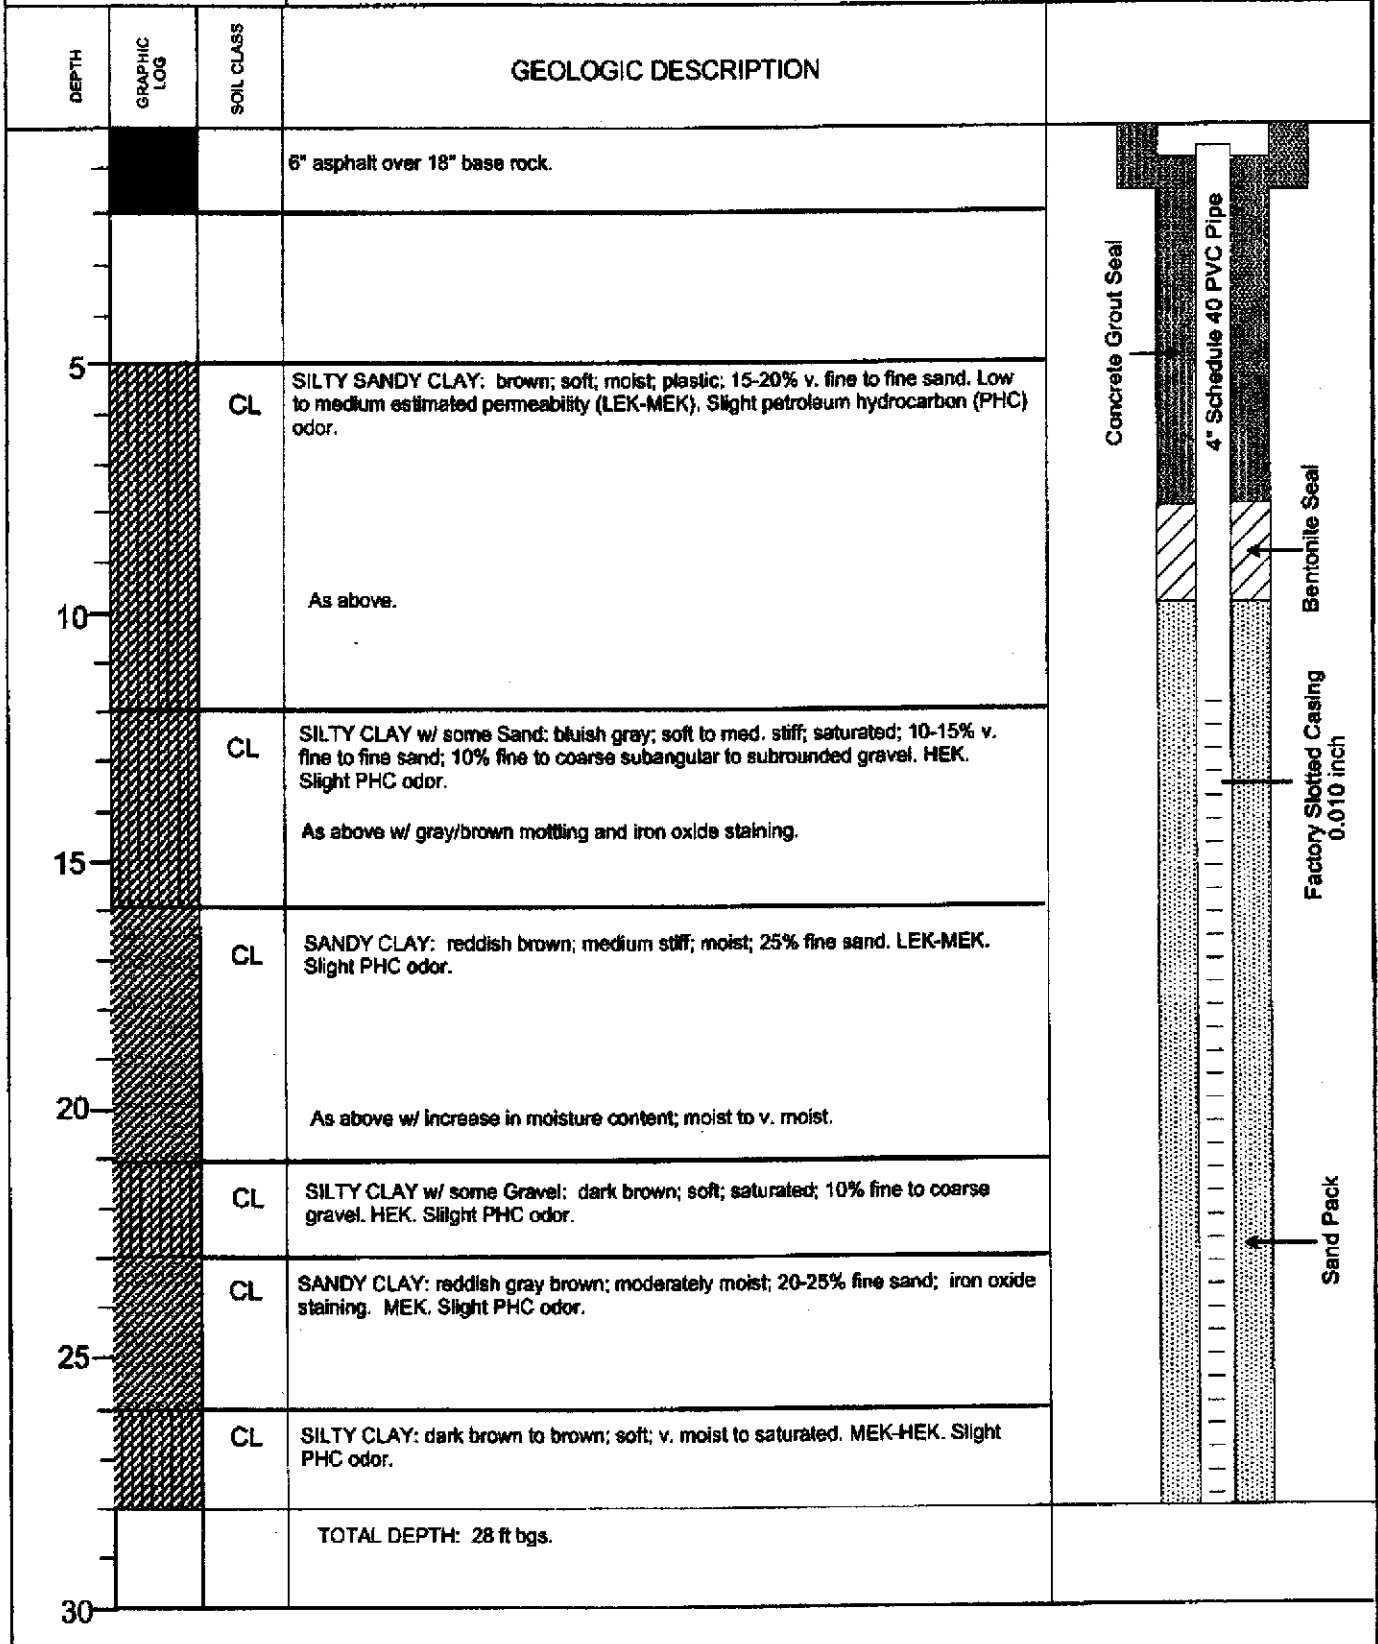 DEPTH
GRAPHIC LOG
SOIL CLASS
GEOLOGIC DESCRIPTION
6" asphalt over 18" base rock.
5
CL
SILTY SANDY CLAY: brown; soft; moist; plastic; 15-20% v. fine to fine sand. Low
to medium estimated permeability (LEK-MEK). Slight petroleum hydrocarbon (PHC)
odor.
As above.
10
CL
SILTY CLAY w/ some Sand: bluish gray; soft to med. stiff; saturated; 10-15% v.
fine to fine sand; 10% fine to coarse subangular to subrounded gravel. HEK.
Slight PHC odor.
As above w/ gray/brown mottling and iron oxide staining.
15
CL
SANDY CLAY: reddish brown; medium stiff; moist; 25% fine sand. LEK-MEK.
Slight PHC odor.
20
As above w/ increase in moisture content; moist to v. moist.
CL
SILTY CLAY w/ some Gravel: dark brown; soft; saturated; 10% fine to coarse
gravel. HEK. Sliight PHC odor.
CL
SANDY CLAY: reddish gray brown; moderately moist; 20-25% fine sand; iron oxide
staining. MEK. Slight PHC odor.
25
CL
SILTY CLAY: dark brown to brown; soft; v. moist to saturated. MEK-HEK. Slight
PHC odor.
TOTAL DEPTH: 28 ft bgs.
30
Concrete Grout Seal
4" Schedule 40 PVC Pipe
Bentonite Seal
Factory Slotted Casing
0.010 inch
Sand Pack